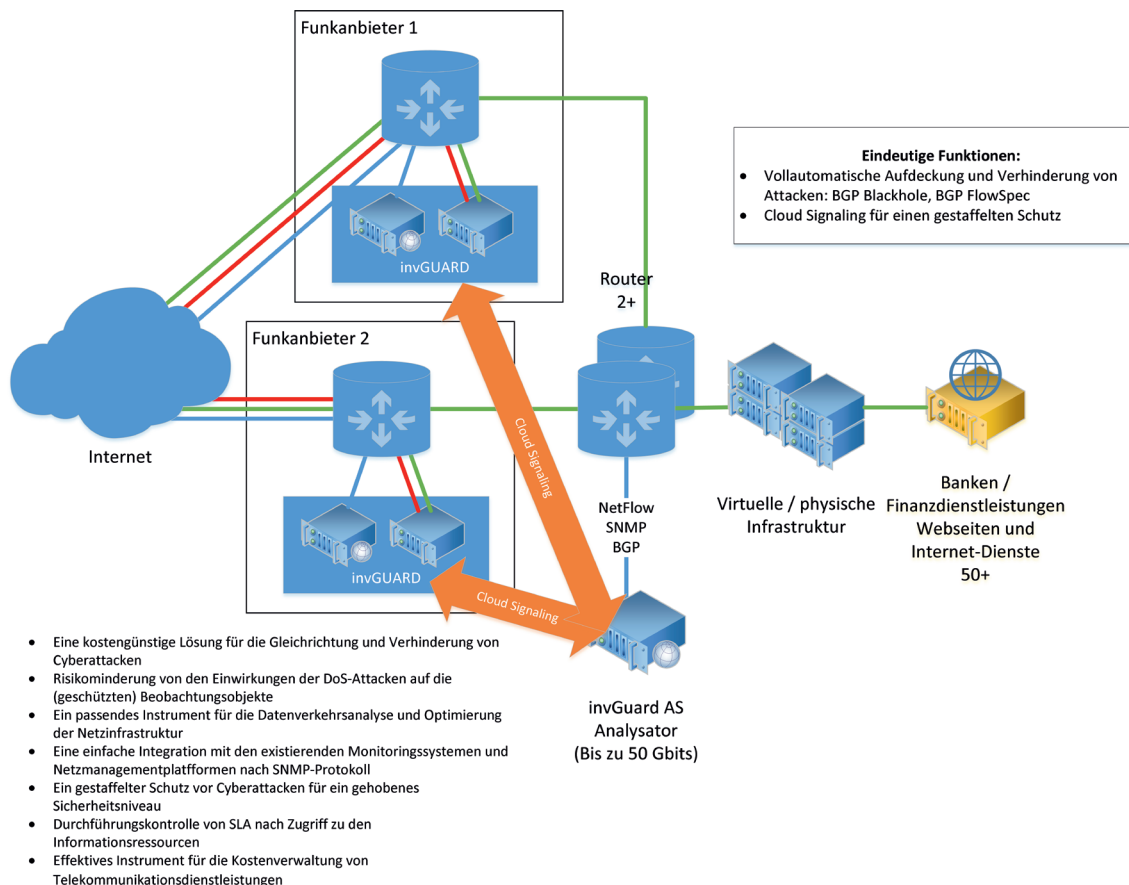 Funkanbieter 1
invGUARD
Eindeutige Funktionen:
• Vollautomatische Aufdeckung und Verhinderung von
Attacken: BGP Blackhole, BGP FlowSpec
• Cloud Signaling für einen gestaffelten Schutz
Router
2+
Funkanbieter 2
Internet
invGUARD
Cloud Signaling
Cloud Signaling
NetFlow
SNMP
BGP
Virtuelle / physische
Infrastruktur
Banken /
Finanzdienstleistungen
Webseiten und
Internet-Dienste
50+
invGuard AS
Analysator
(Bis zu 50 Gbits)
• Eine kostengünstige Lösung für die Gleichrichtung und Verhinderung von
Cyberattacken
• Risikominderung von den Einwirkungen der DoS-Attacken auf die
(geschützten) Beobachtungsobjekte
• Ein passendes Instrument für die Datenverkehrsanalyse und Optimierung
der Netzinfrastruktur
• Eine einfache Integration mit den existierenden Monitoringssystemen und
Netzmanagementplatfformen nach SNMP-Protokoll
• Ein gestaffelter Schutz vor Cyberattacken für ein gehobenes
Sicherheitsniveau
• Durchführungskontrolle von SLA nach Zugriff zu den
Informationsressourcen
• Effektives Instrument für die Kostenverwaltung von
Telekommunikationsdienstleistungen